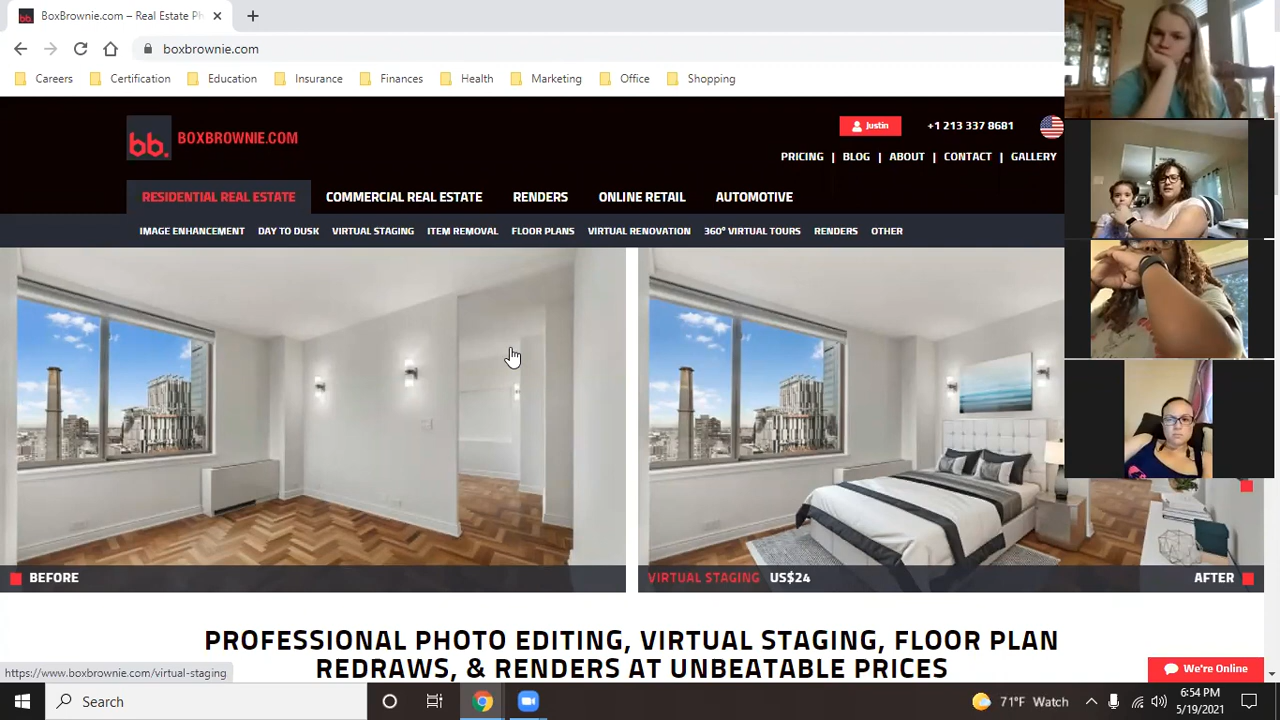 BoxBrownie.com – Real Estate Ph
boxbrownie.com
Careers Certification Education Insurance Finances Health Marketing Office Shopping
bb. BOXBROWNIE.COM
Justin +1 213 337 8681
PRICING | BLOG | ABOUT | CONTACT | GALLERY
RESIDENTIAL REAL ESTATE COMMERCIAL REAL ESTATE RENDERS ONLINE RETAIL AUTOMOTIVE
IMAGE ENHANCEMENT DAY TO DUSK VIRTUAL STAGING ITEM REMOVAL FLOOR PLANS VIRTUAL RENOVATION 360° VIRTUAL TOURS RENDERS OTHER
BEFORE
VIRTUAL STAGING US$24 AFTER
PROFESSIONAL PHOTO EDITING, VIRTUAL STAGING, FLOOR PLAN
REDRAWS, & RENDERS AT UNBEATABLE PRICES
https://www.boxbrownie.com/virtual-staging
We're Online
Search
71°F Watch
6:54 PM
5/19/2021